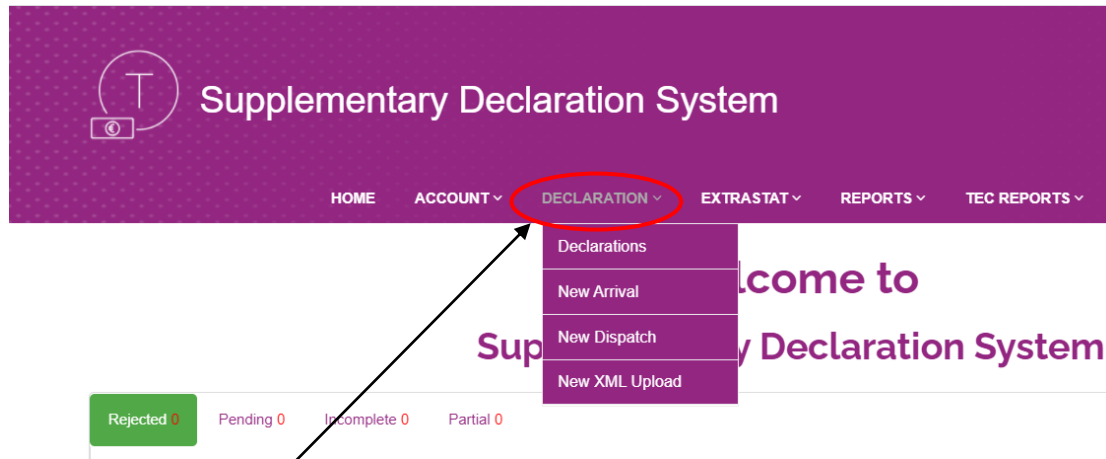 T
Supplementary Declaration System
HOME ACCOUNT DECLARATION EXTRASTAT REPORTS TEC REPORTS
Declarations
New Arrival
New Dispatch
New XML Upload
lcome to
Sup y Declaration System
Rejected 0 Pending 0 Incomplete 0 Partial 0